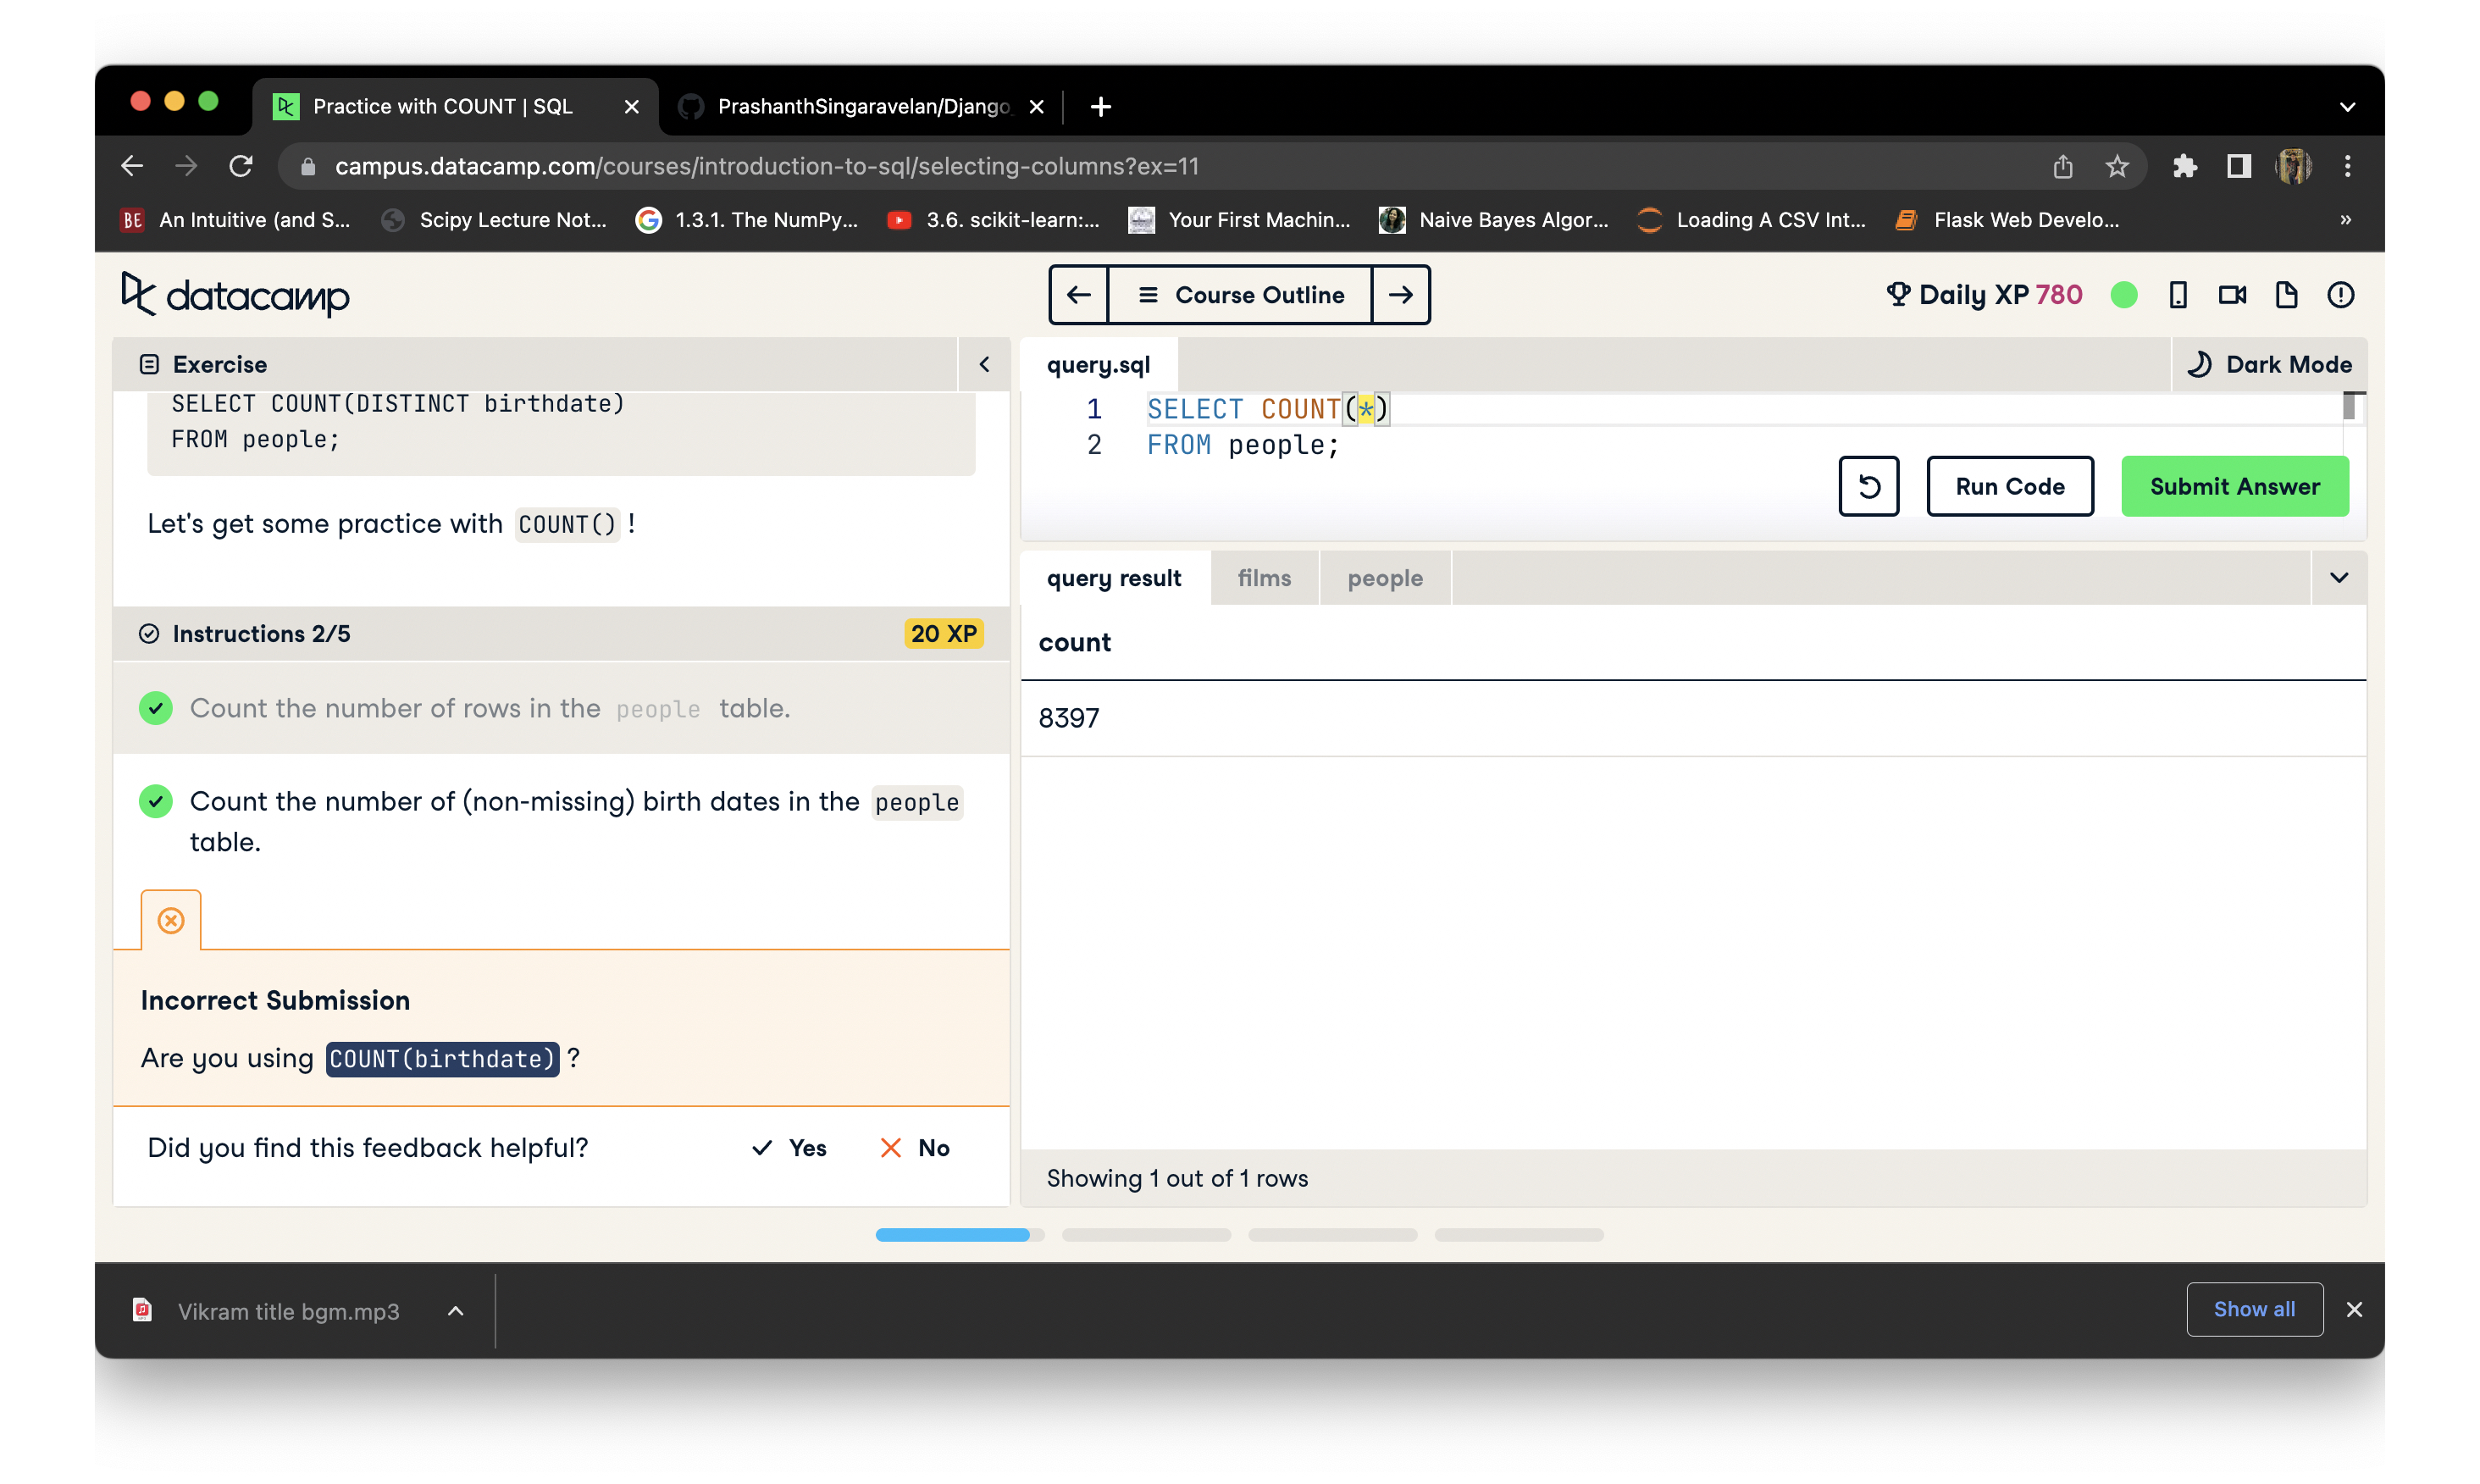 Practice with COUNT | SQL
PrashanthSingaravelan/Django_
campus.datacamp.com/courses/introduction-to-sql/selecting-columns?ex=11
BE An Intuitive (and S...
Scipy Lecture Not...
1.3.1. The NumPy...
3.6. scikit-learn:...
Your First Machin...
Naive Bayes Algor...
Loading A CSV Int...
Flask Web Develo...
»
datacamp
Course Outline
Daily XP 780
Exercise
SELECT COUNT(DISTINCT birthdate)
FROM people;
Let's get some practice with COUNT() !
Instructions 2/5
20 XP
Count the number of rows in the people table.
Count the number of (non-missing) birth dates in the people
table.
Incorrect Submission
Are you using COUNT(birthdate) ?
Did you find this feedback helpful?
Yes
No
query.sql
Dark Mode
1 SELECT COUNT(*)
2 FROM people;
Run Code
Submit Answer
query result
films
people
count
8397
Showing 1 out of 1 rows
Vikram title bgm.mp3
Show all